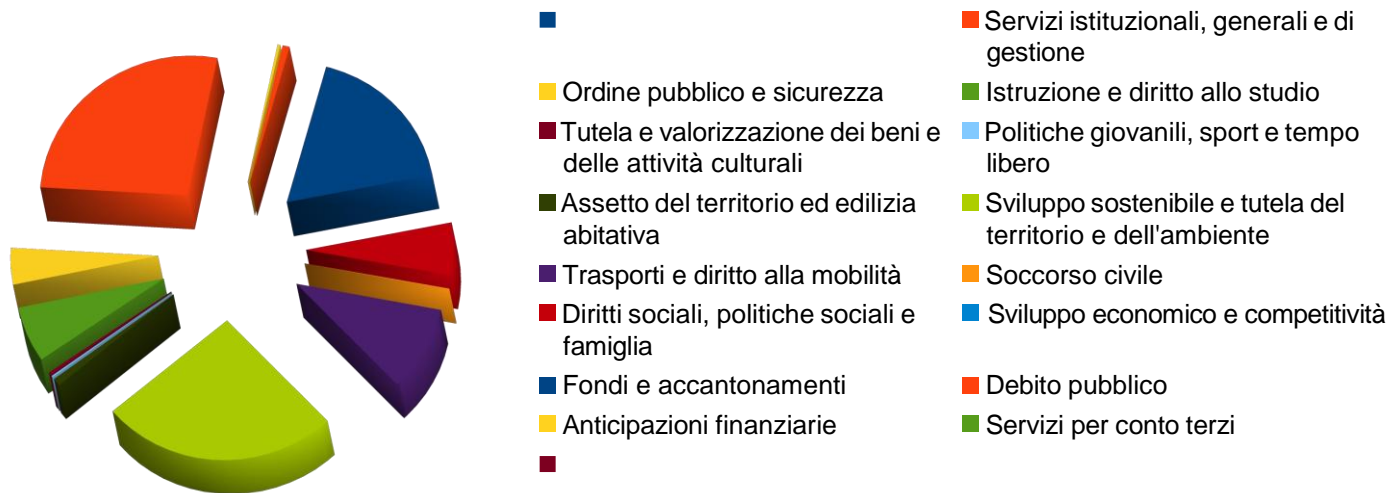 Servizi istituzionali, generali e di
gestione
Ordine pubblico e sicurezza
Istruzione e diritto allo studio
Tutela e valorizzazione dei beni e
delle attività culturali
Politiche giovanili, sport e tempo
libero
Assetto del territorio ed edilizia
abitativa
Sviluppo sostenibile e tutela del
territorio e dell'ambiente
Trasporti e diritto alla mobilità
Soccorso civile
Diritti sociali, politiche sociali e
famiglia
Sviluppo economico e competitività
Fondi e accantonamenti
Debito pubblico
Anticipazioni finanziarie
Servizi per conto terzi